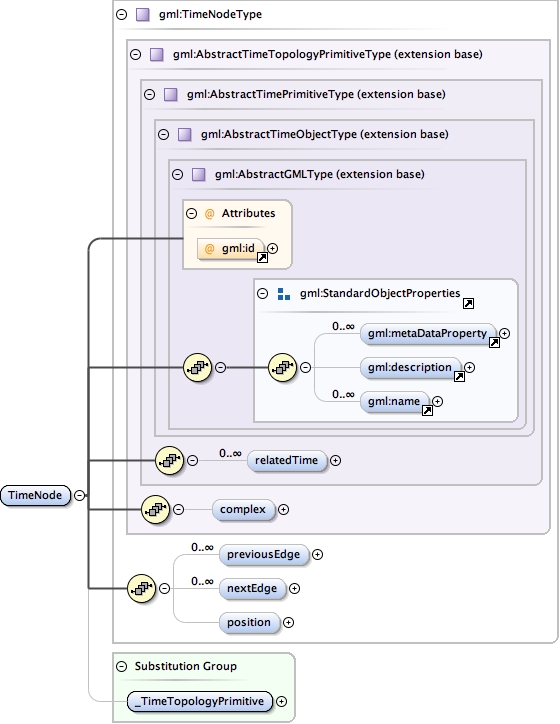 gml:TimeNodeType
gml:AbstractTimeTopologyPrimitiveType (extension base)
gml:AbstractTimePrimitiveType (extension base)
gml:AbstractTimeObjectType (extension base)
gml:AbstractGMLType (extension base)
@ Attributes
@ gml:id
gml:StandardObjectProperties
0..∞
gml:metaDataProperty
gml:description
0..∞
gml:name
0..∞
relatedTime
TimeNode
complex
0..∞
previousEdge
0..∞
nextEdge
position
Substitution Group
_TimeTopologyPrimitive